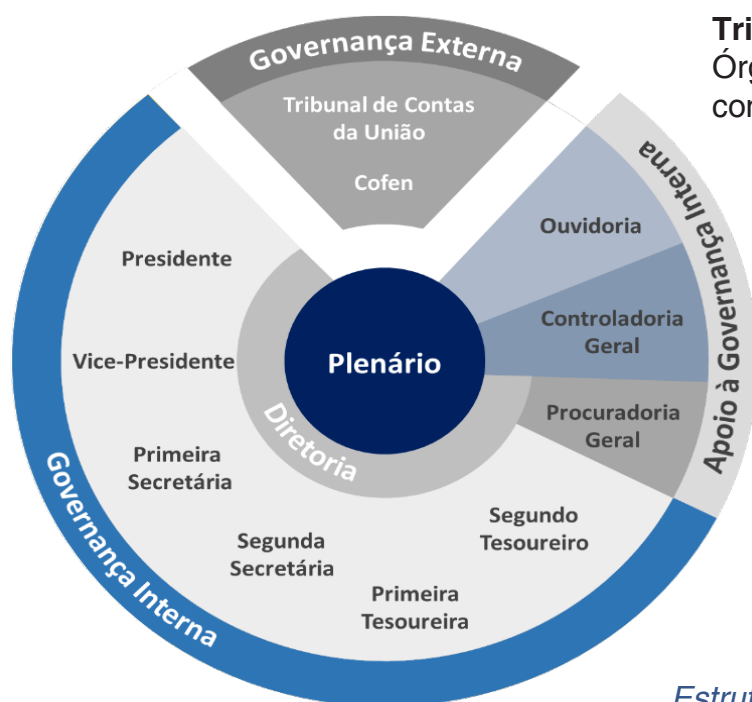 Governança Externa
Tribunal de Contas
da União
Cofen
Ouvidoria
Controladoria
Geral
Procuradoria
Geral
Apoio à Governança Interna
Presidente
Vice-Presidente
Primeira
Secretária
Segunda
Secretária
Primeira
Tesoureira
Segundo
Tesoureiro
Plenário
Diretoria
Governança Interna